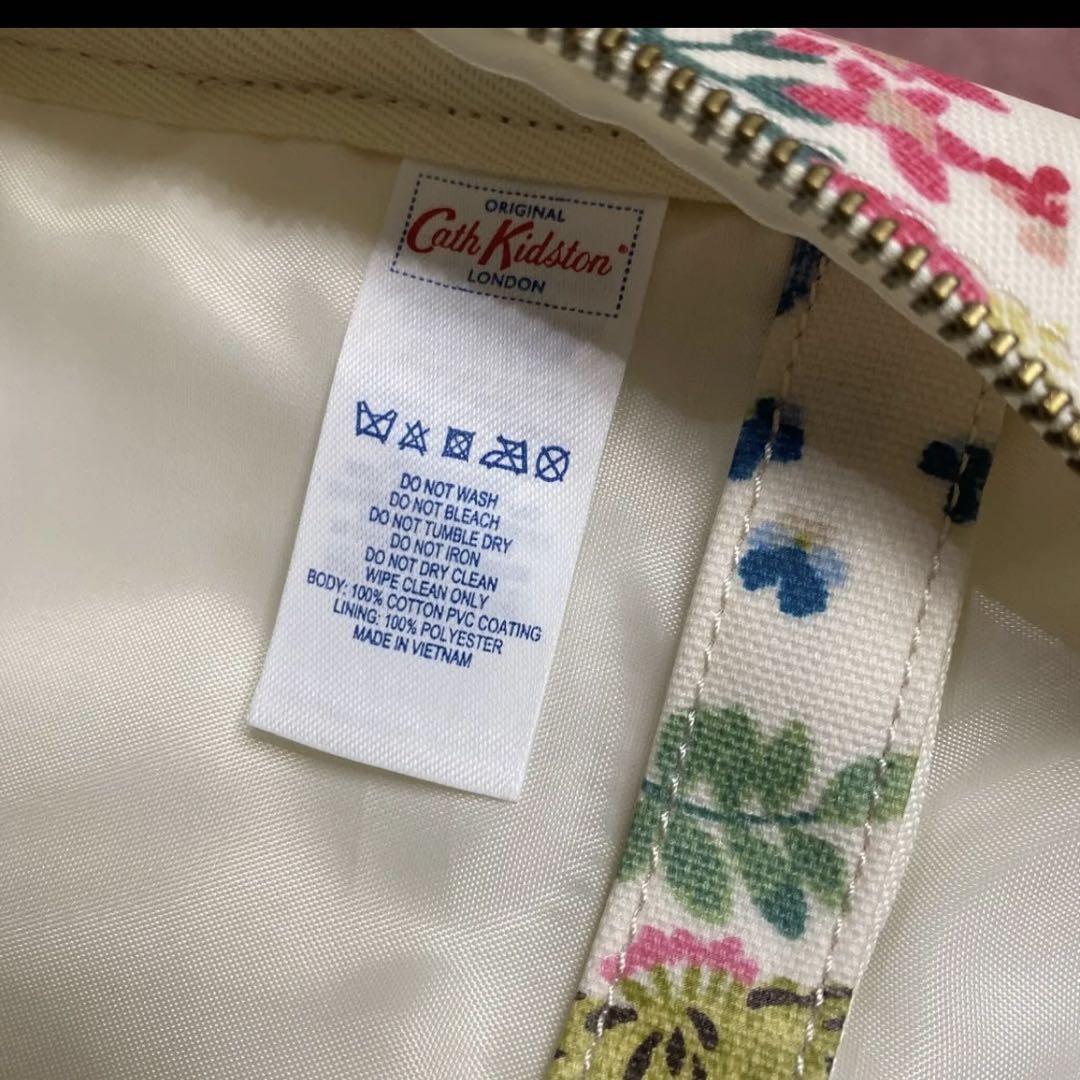 ORIGINAL
Cath Kidston®
LONDON
DO NOT WASH
DO NOT BLEACH
DO NOT TUMBLE DRY
DO NOT IRON
DO NOT DRY CLEAN
WIPE CLEAN ONLY
BODY: 100% COTTON PVC COATING
LINING: 100% POLYESTER
MADE IN VIETNAM